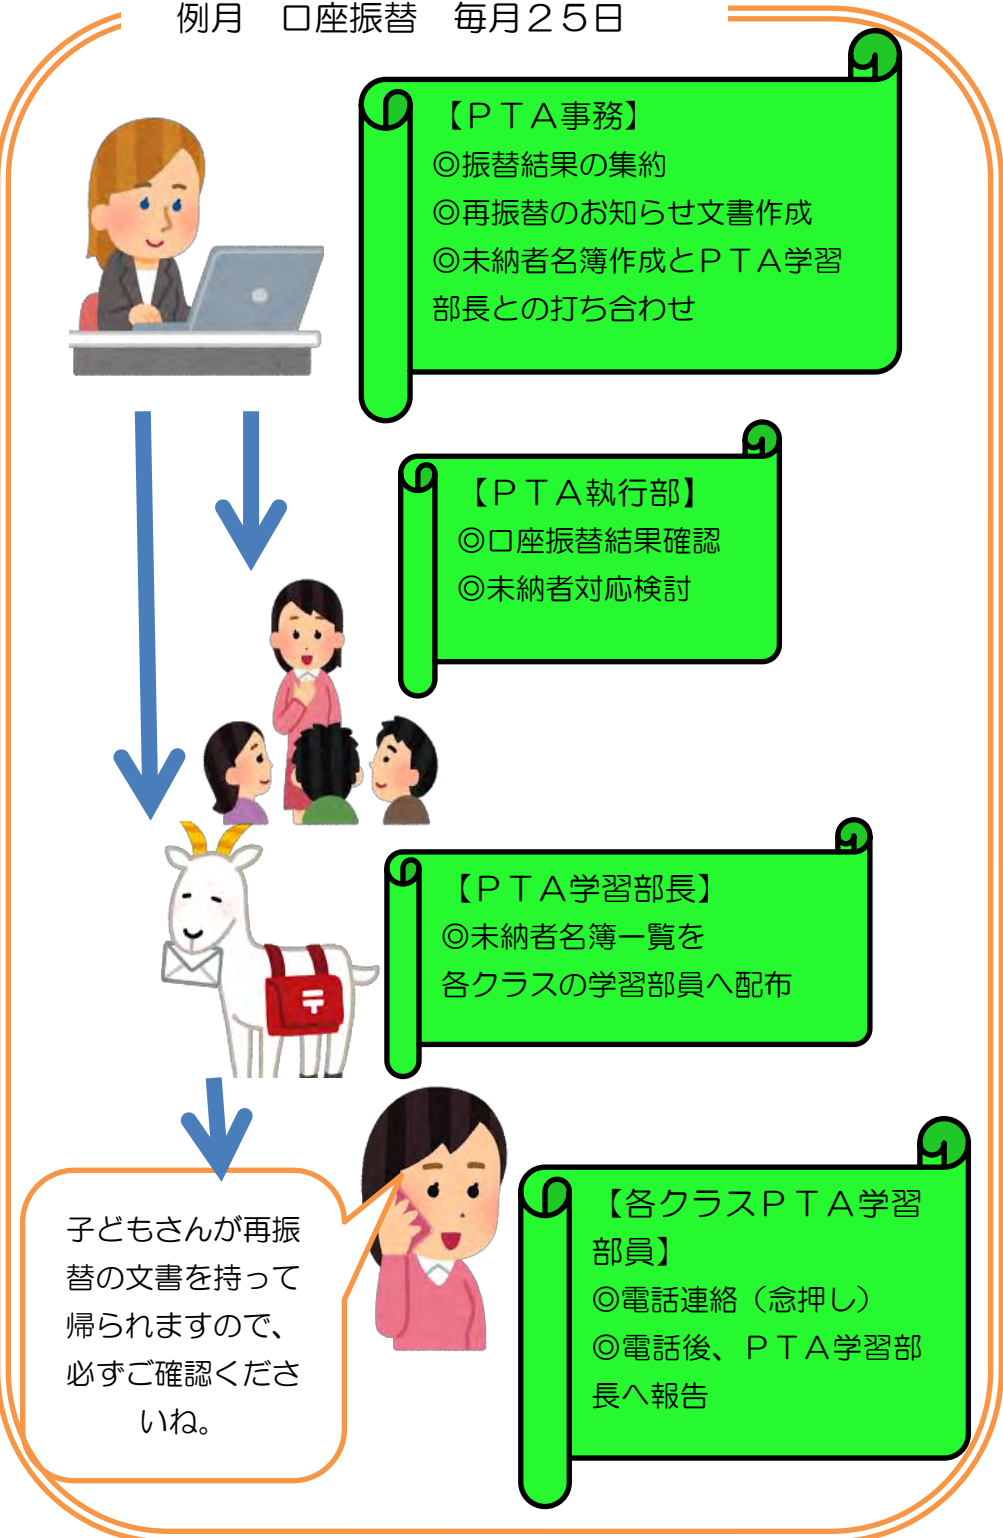 例月　口座振替　毎月２５日
【ＰＴＡ事務】
◎振替結果の集約
◎再振替のお知らせ文書作成
◎未納者名簿作成とＰＴＡ学習
部長との打ち合わせ
【ＰＴＡ執行部】
◎口座振替結果確認
◎未納者対応検討
【ＰＴＡ学習部長】
◎未納者名簿一覧を
各クラスの学習部員へ配布
子どもさんが再振
替の文書を持って
帰られますので、
必ずご確認くださ
いね。
【各クラスＰＴＡ学習
部員】
◎電話連絡（念押し）
◎電話後、ＰＴＡ学習部
長へ報告